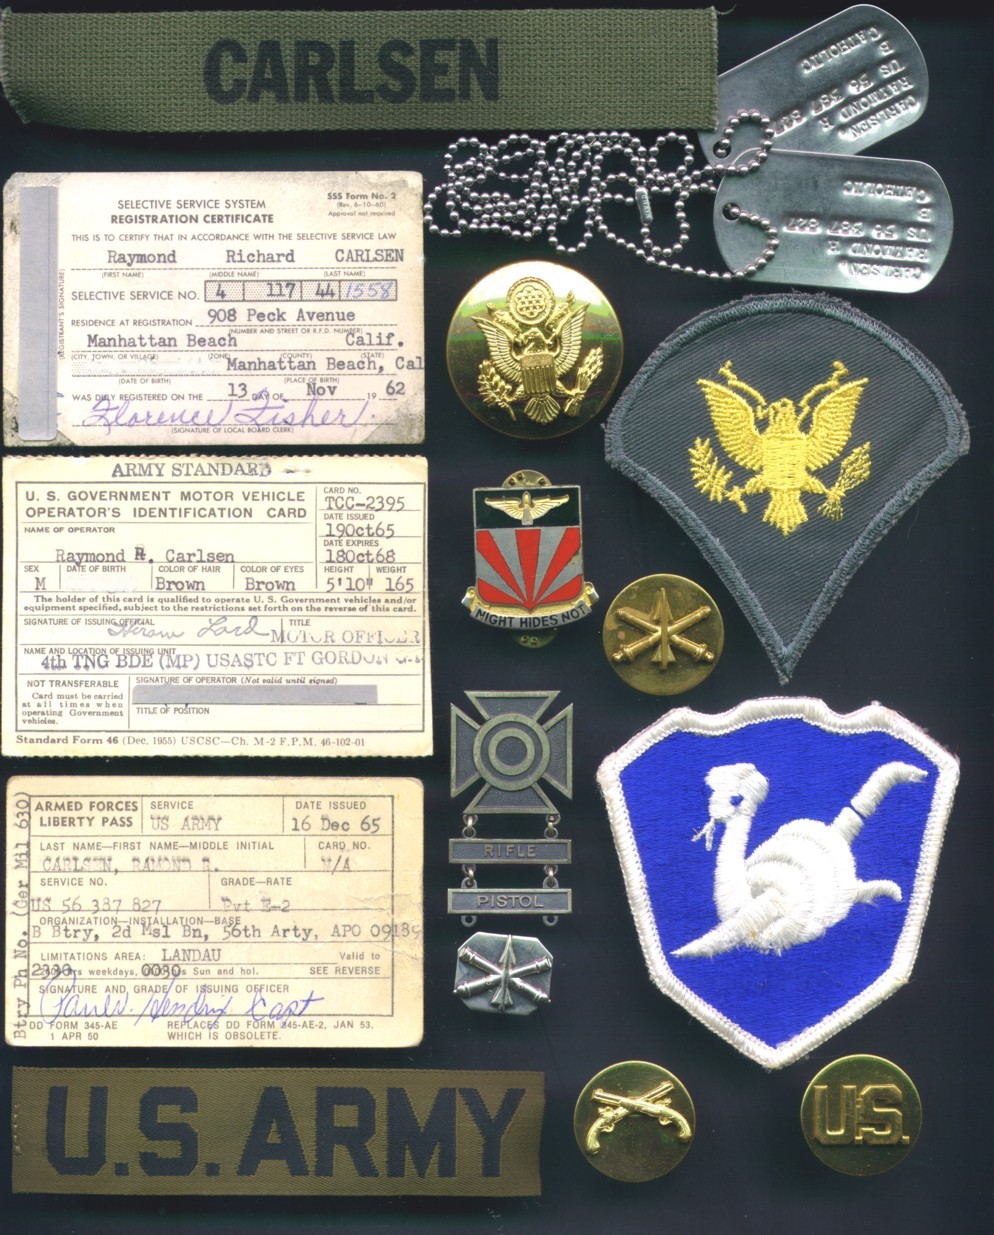 CARLSEN
CARLSEN,
RAYMOND R
US 56 387 827
B
CATHOLIC
CARLSEN,
RAYMOND R
US 56 387 827
B
CATHOLIC
SSS Form No. 2
(Rev. 6-10-60)
Approval not required
SELECTIVE SERVICE SYSTEM
REGISTRATION CERTIFICATE
THIS IS TO CERTIFY THAT IN ACCORDANCE WITH THE SELECTIVE SERVICE LAW
Raymond Richard CARLSEN
(FIRST NAME) (MIDDLE NAME) (LAST NAME)
SELECTIVE SERVICE NO. 4 117 44 1558
RESIDENCE AT REGISTRATION 908 Peck Avenue
(NUMBER AND STREET OR R.F.D. NUMBER)
Manhattan Beach Calif.
(CITY, TOWN, OR VILLAGE) (ZONE) (COUNTY) (STATE)
Manhattan Beach, Cal
(DATE OF BIRTH) (PLACE OF BIRTH)
WAS DULY REGISTERED ON THE 13 DAY OF Nov 19 62
Florence Fisher
(SIGNATURE OF LOCAL BOARD CLERK)
REGISTRANT'S SIGNATURE
ARMY STANDARD
U. S. GOVERNMENT MOTOR VEHICLE
OPERATOR'S IDENTIFICATION CARD
CARD NO.
TCC-2395
DATE ISSUED
19Oct65
DATE EXPIRES
18Oct68
NAME OF OPERATOR
Raymond R. Carlsen
SEX DATE OF BIRTH COLOR OF HAIR COLOR OF EYES HEIGHT WEIGHT
M Brown Brown 5'10" 165
The holder of this card is qualified to operate U. S. Government vehicles and/or
equipment specified, subject to the restrictions set forth on the reverse of this card.
SIGNATURE OF ISSUING OFFICIAL TITLE
Hiram Lord MOTOR OFFICER
NAME AND LOCATION OF ISSUING UNIT
4th TNG BDE (MP) USASTC FT GORDON
NOT TRANSFERABLE
Card must be carried
at all times when
operating Government
vehicles.
SIGNATURE OF OPERATOR (Not valid until signed)
TITLE OF POSITION
Standard Form 46 (Dec. 1955) USCSC—Ch. M-2 F.P.M. 46-102-01
Btry Ph No. (Ger Mil 630)
ARMED FORCES
LIBERTY PASS
SERVICE
US ARMY
DATE ISSUED
16 Dec 65
LAST NAME—FIRST NAME—MIDDLE INITIAL CARD NO.
CARLSEN, RAMOND R. N/A
SERVICE NO. GRADE—RATE
US 56 387 827 Pvt E-2
ORGANIZATION—INSTALLATION—BASE
B Btry, 2d Msl Bn, 56th Arty, APO 09189
LIMITATIONS AREA: LANDAU Valid to
weekdays, Sun and hol. SEE REVERSE
SIGNATURE AND GRADE OF ISSUING OFFICER
Hendrix Capt
DD FORM 345-AE
1 APR 50
REPLACES DD FORM 345-AE-2, JAN 53,
WHICH IS OBSOLETE.
MIGHT HIDES NOT
RIFLE
PISTOL
U.S. ARMY
U.S.